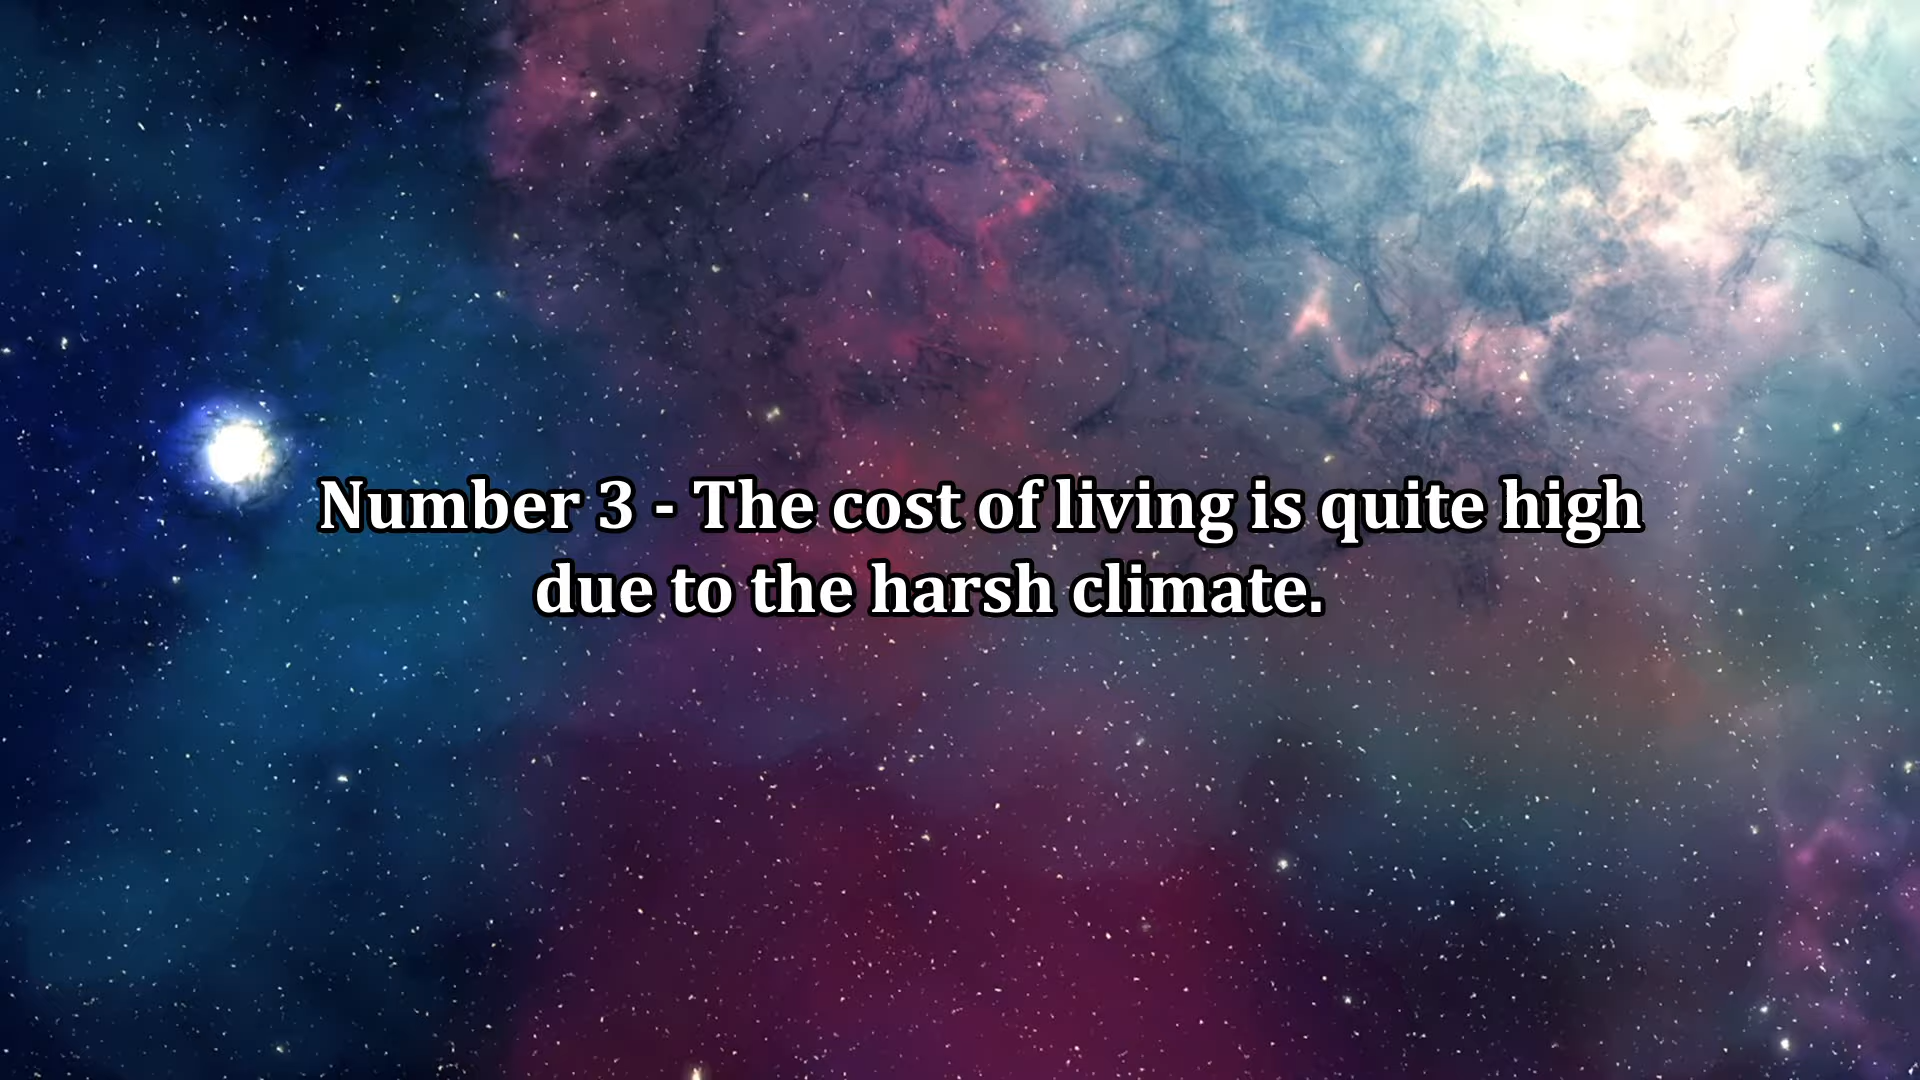 Number 3 - The cost of living is quite high
due to the harsh climate.